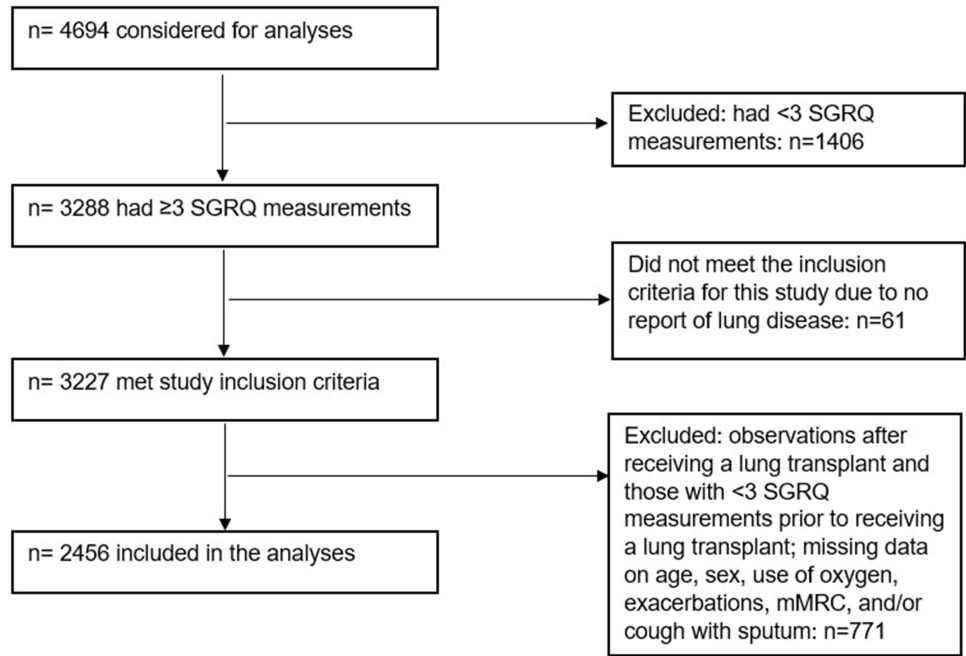 n= 4694 considered for analyses
Excluded: had <3 SGRQ
measurements: n=1406
n= 3288 had ≥3 SGRQ measurements
Did not meet the inclusion
criteria for this study due to no
report of lung disease: n=61
n= 3227 met study inclusion criteria
Excluded: observations after
receiving a lung transplant and
those with <3 SGRQ
measurements prior to receiving
a lung transplant; missing data
on age, sex, use of oxygen,
exacerbations, mMRC, and/or
cough with sputum: n=771
n= 2456 included in the analyses